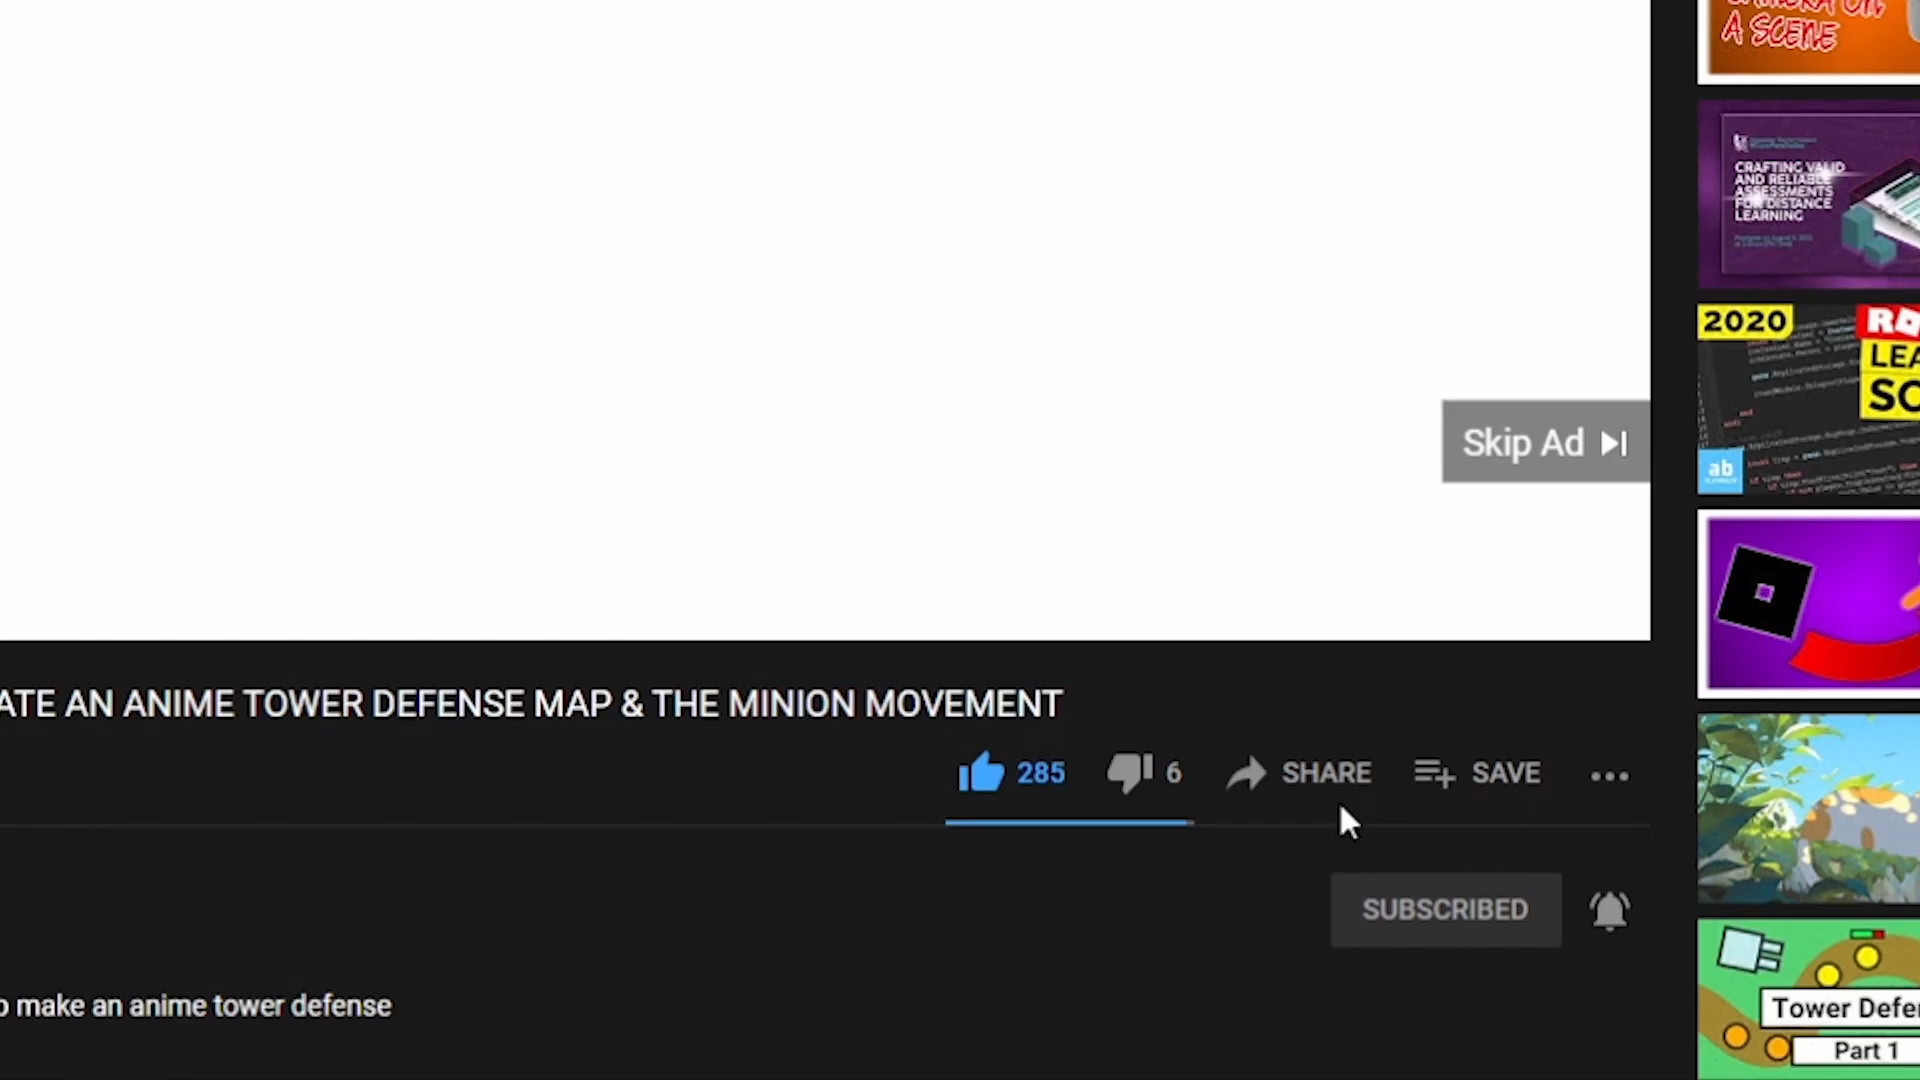 A SCENE
CRAFTING VALID
AND RELIABLE
ASSESSMENTS
FOR DISTANCE
LEARNING
2020
LEA
SC
ab
Skip Ad
ATE AN ANIME TOWER DEFENSE MAP & THE MINION MOVEMENT
285 6 SHARE SAVE
SUBSCRIBED
o make an anime tower defense
Tower Defe
Part 1